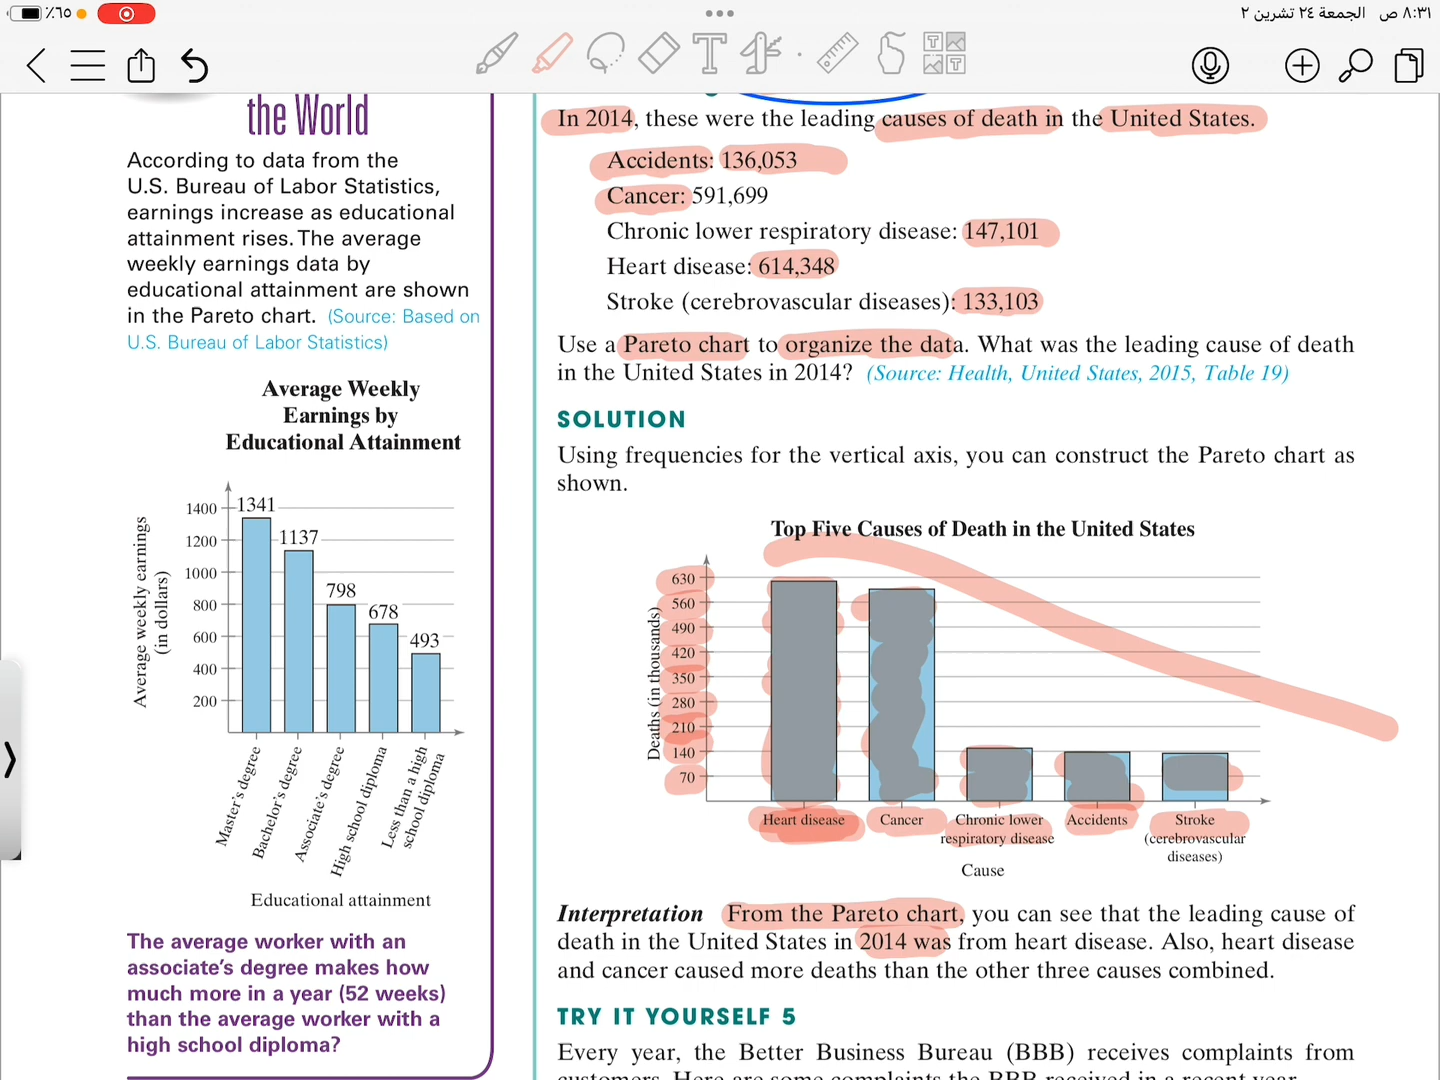 ٪٦٥
٨:٣١ ص الجمعة ٢٤ تشرين ٢
the World
According to data from the
U.S. Bureau of Labor Statistics,
earnings increase as educational
attainment rises. The average
weekly earnings data by
educational attainment are shown
in the Pareto chart. (Source: Based on
U.S. Bureau of Labor Statistics)
Average Weekly
Earnings by
Educational Attainment
Average weekly earnings
(in dollars)
1400
1200
1000
800
600
400
200
1341
1137
798
678
493
Master's degree
Bachelor's degree
Associate's degree
High school diploma
Less than a high
school diploma
Educational attainment
The average worker with an
associate's degree makes how
much more in a year (52 weeks)
than the average worker with a
high school diploma?
In 2014, these were the leading causes of death in the United States.
Accidents: 136,053
Cancer: 591,699
Chronic lower respiratory disease: 147,101
Heart disease: 614,348
Stroke (cerebrovascular diseases): 133,103
Use a Pareto chart to organize the data. What was the leading cause of death
in the United States in 2014? (Source: Health, United States, 2015, Table 19)
SOLUTION
Using frequencies for the vertical axis, you can construct the Pareto chart as
shown.
Top Five Causes of Death in the United States
Deaths (in thousands)
630
560
490
420
350
280
210
140
70
Heart disease
Cancer
Chronic lower
respiratory disease
Accidents
Stroke
(cerebrovascular
diseases)
Cause
Interpretation From the Pareto chart, you can see that the leading cause of
death in the United States in 2014 was from heart disease. Also, heart disease
and cancer caused more deaths than the other three causes combined.
TRY IT YOURSELF 5
Every year, the Better Business Bureau (BBB) receives complaints from
customers. Here are some complaints the BBB received in a recent year.